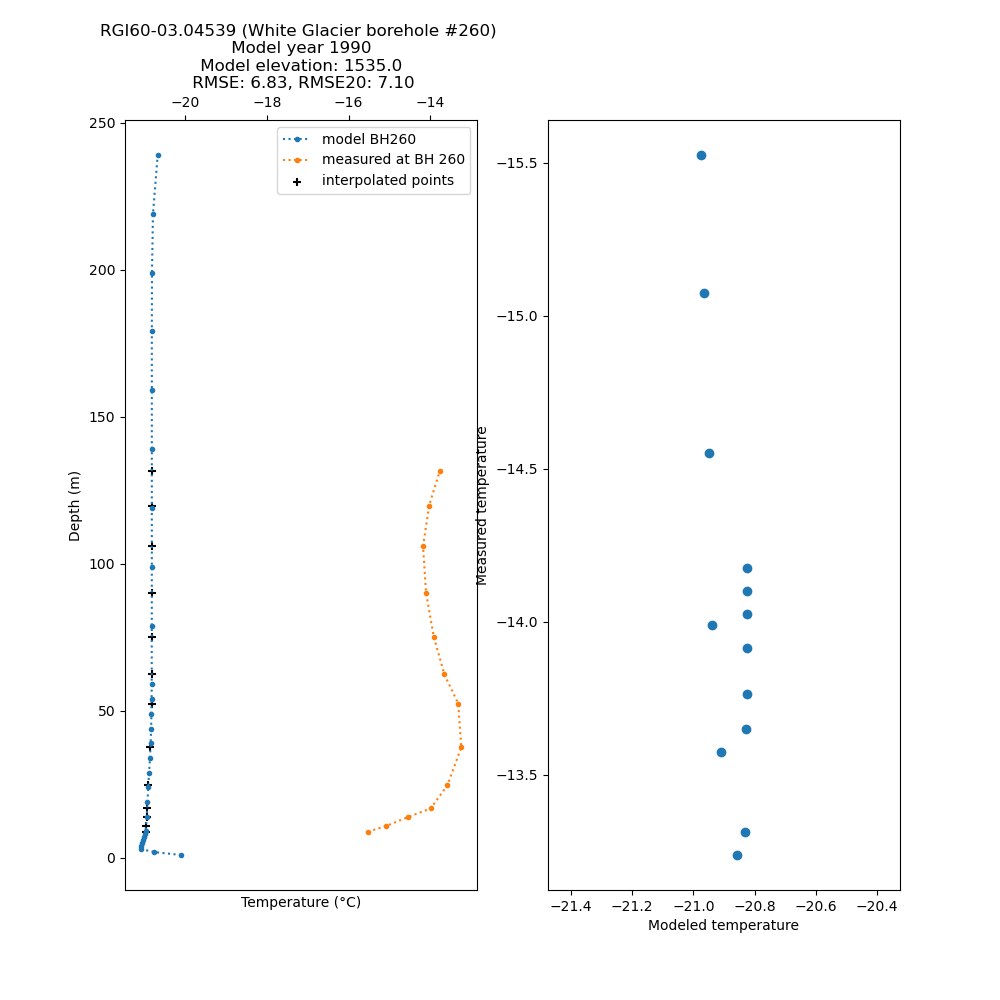 RGI60-03.04539 (White Glacier borehole #260)
Model year 1990
Model elevation: 1535.0
RMSE: 6.83, RMSE20: 7.10
−20 −18 −16 −14
model BH260
measured at BH 260
interpolated points
250
200
150
100
50
0
Depth (m)
Temperature (°C)
−15.5
−15.0
−14.5
−14.0
−13.5
Measured temperature
−21.4 −21.2 −21.0 −20.8 −20.6 −20.4
Modeled temperature